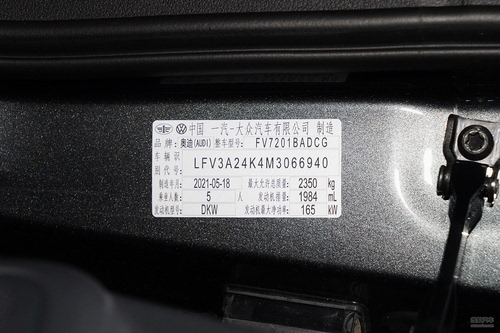 中国 一汽-大众汽车有限公司 制造
品牌: 奥迪(AUDI) 整车型号: FV7201BADCG
车辆识别代号: LFV3A24K4M3066940
制造年月 2021-05-18 最大允许总质量: 2350 kg
乘坐人数: 5 人 发动机排量: 1984 mL
发动机型号: DKW 发动机最大净功率: 165 kW